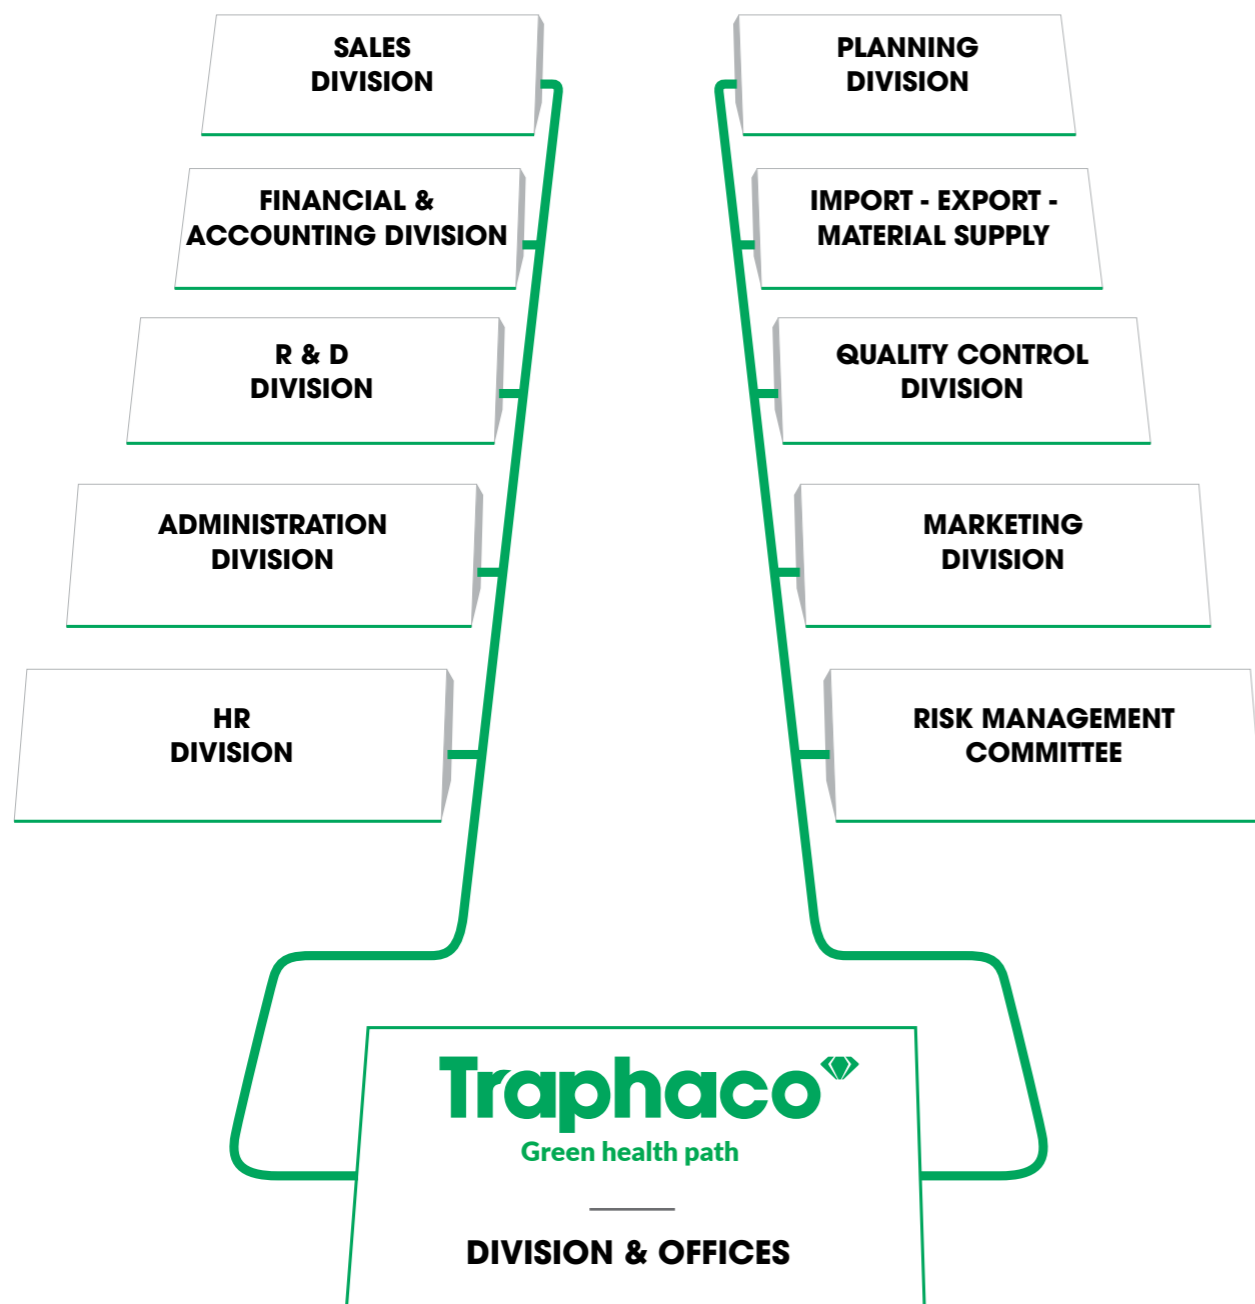 SALES
DIVISION
PLANNING
DIVISION
FINANCIAL &
ACCOUNTING DIVISION
IMPORT - EXPORT -
MATERIAL SUPPLY
R & D
DIVISION
QUALITY CONTROL
DIVISION
ADMINISTRATION
DIVISION
MARKETING
DIVISION
HR
DIVISION
RISK MANAGEMENT
COMMITTEE
Traphaco
Green health path
DIVISION & OFFICES